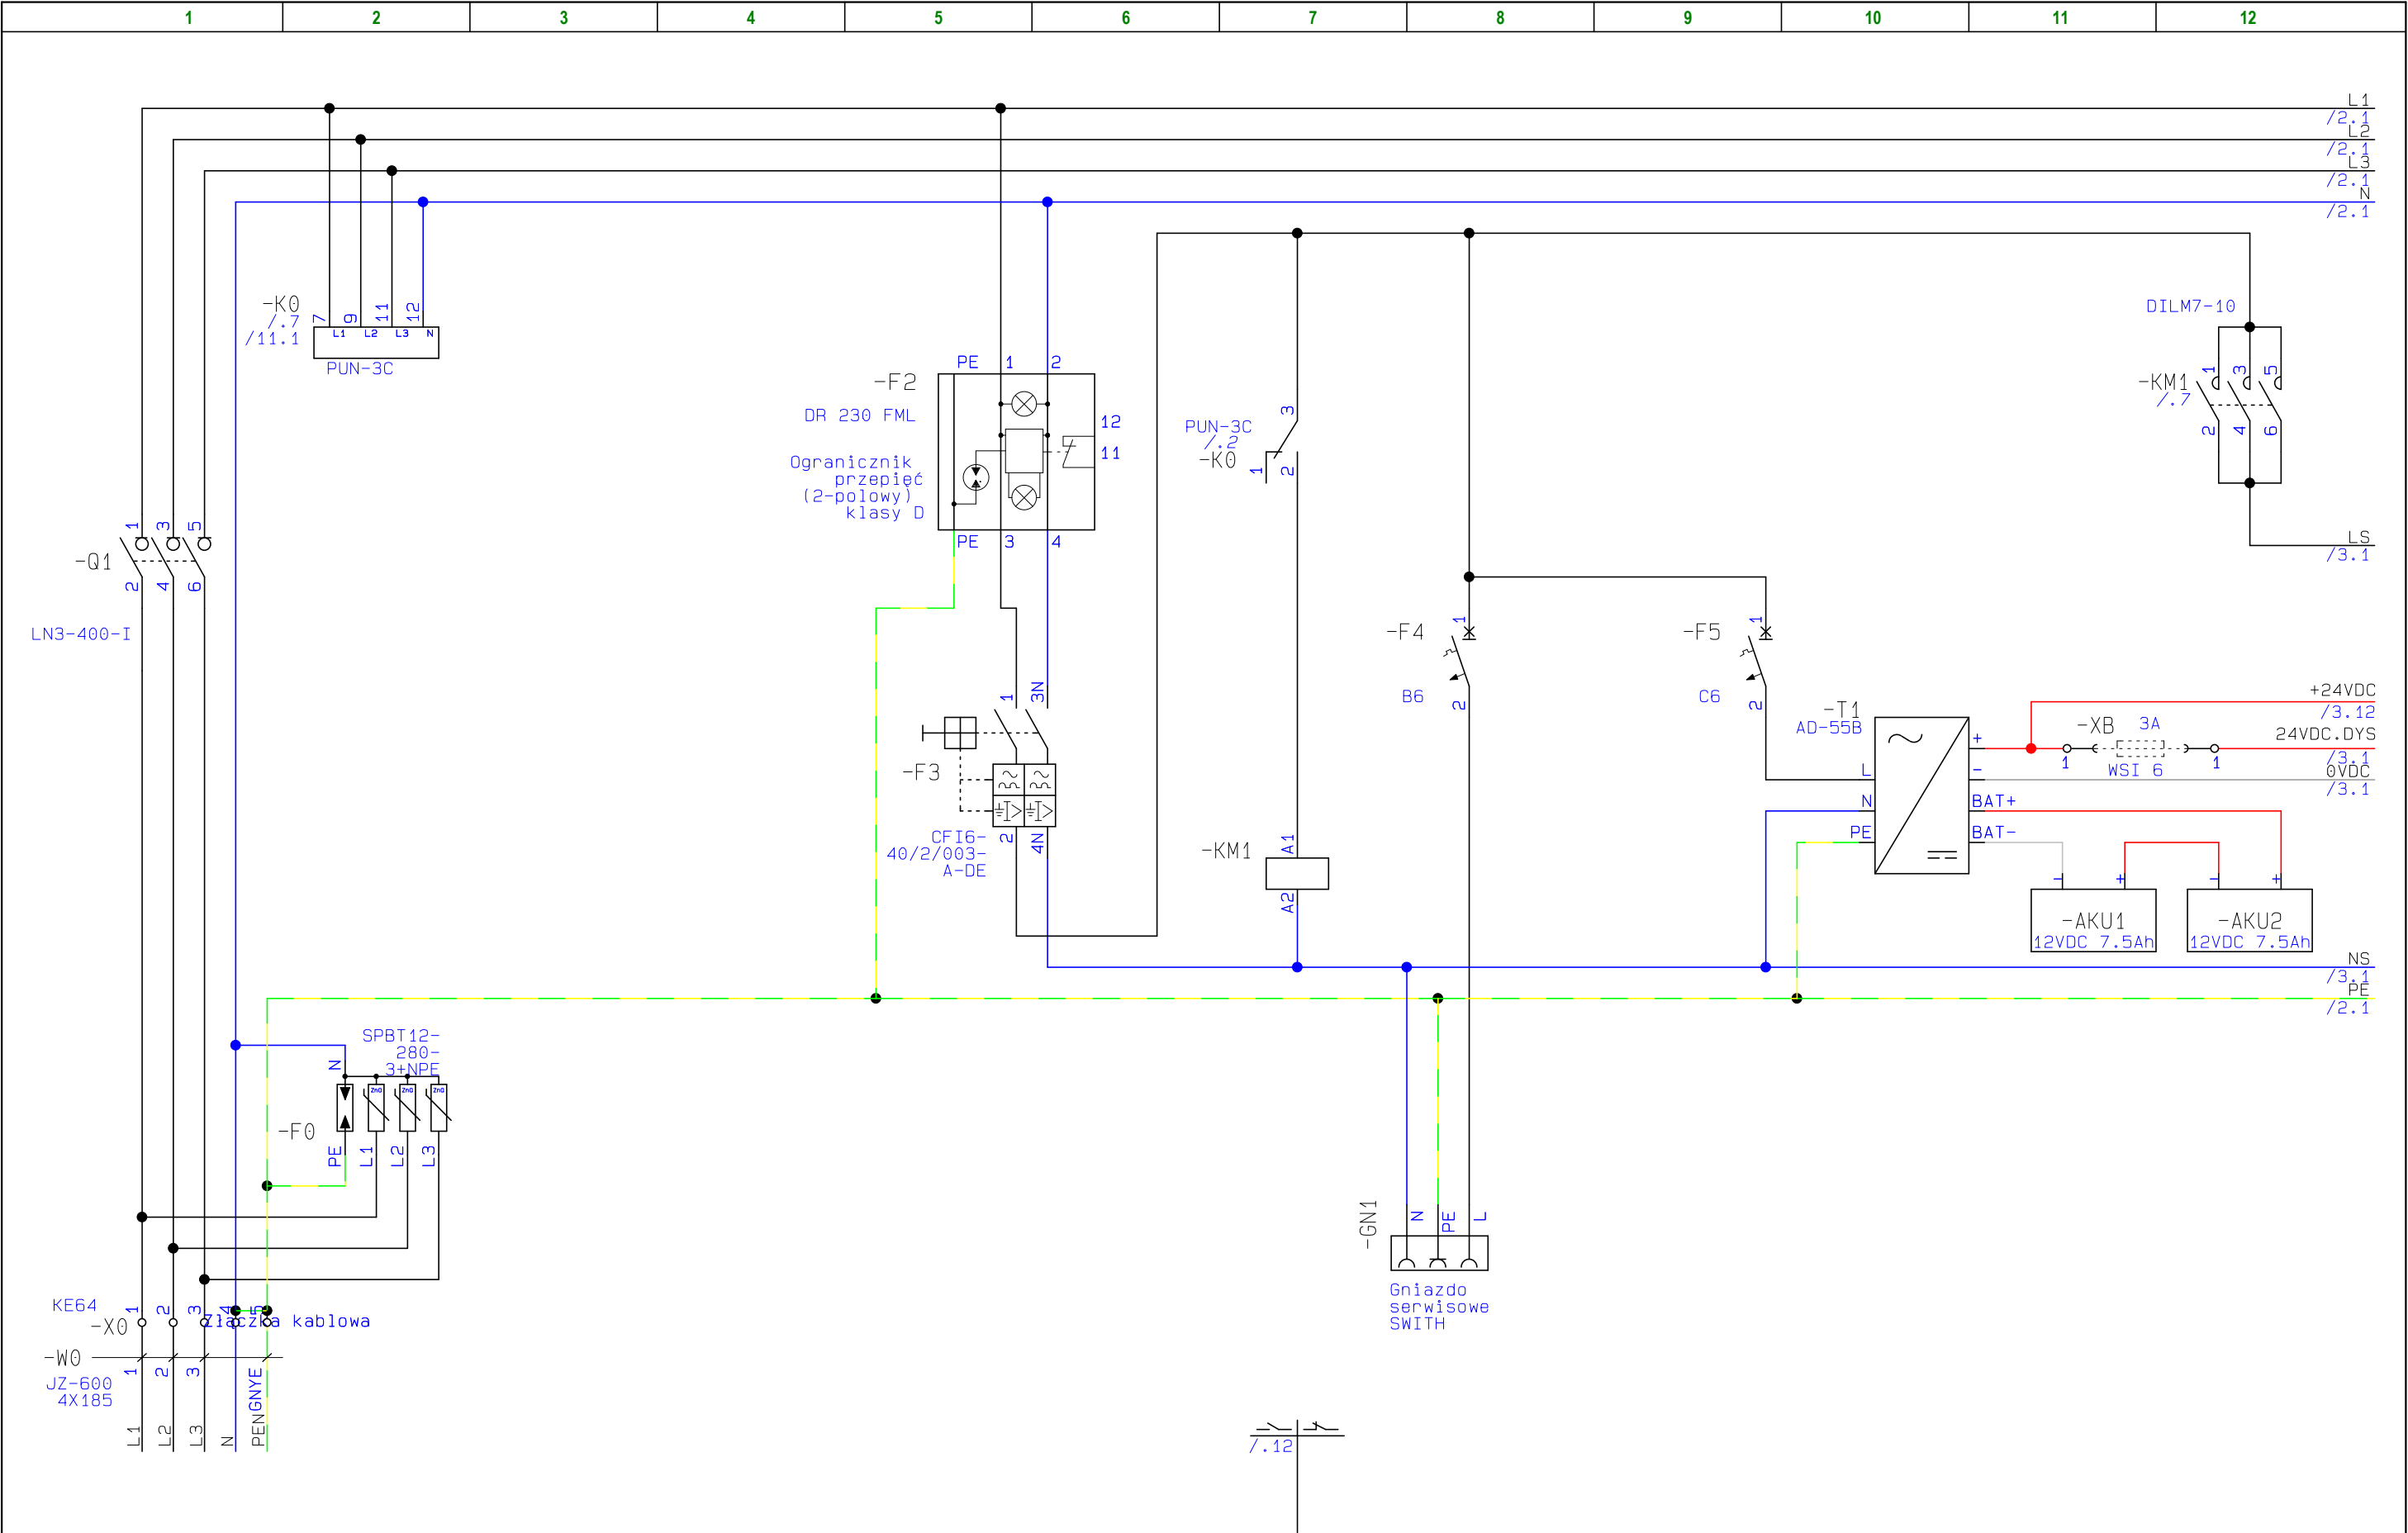 1 2 3 4 5 6 7 8 9 10 11 12
L1
/2.1
L2
/2.1
L3
/2.1
N
/2.1
-K0
/.7
/11.1
7 9 11 12
L1 L2 L3 N
PUN-3C
-F2
DR 230 FML
Ogranicznik
przepięć
(2-polowy)
klasy D
PE 1 2
12
11
PE 3 4
PUN-3C
/.2
-K0
3
1 2
DILM7-10
-KM1
/.7
1 3 5
2 4 6
LS
/3.1
-Q1
1 3 5
2 4 6
LN3-400-I
-F4
1
B6
2
-F5
1
C6
2
-F3
1 3N
2 4N
CFI6-
40/2/003-
A-DE
-KM1
A1
A2
-T1
AD-55B
L
N
PE
+
-
BAT+
BAT-
+24VDC
/3.12
-XB 3A
1 WSI 6 1
24VDC.DYS
/3.1
0VDC
/3.1
- +
-AKU1
12VDC 7.5Ah
- +
-AKU2
12VDC 7.5Ah
NS
/3.1
PE
/2.1
SPBT12-
280-
3+NPE
N
ZnO ZnO ZnO
-F0
PE L1 L2 L3
-GN1
N PE L
Gniazdo
serwisowe
SWITH
KE64
-X0
1 2 3 4 5
Złączka kablowa
-W0
JZ-600
4X185
1 2 3 GNYE
L1 L2 L3 N PEN
/.12